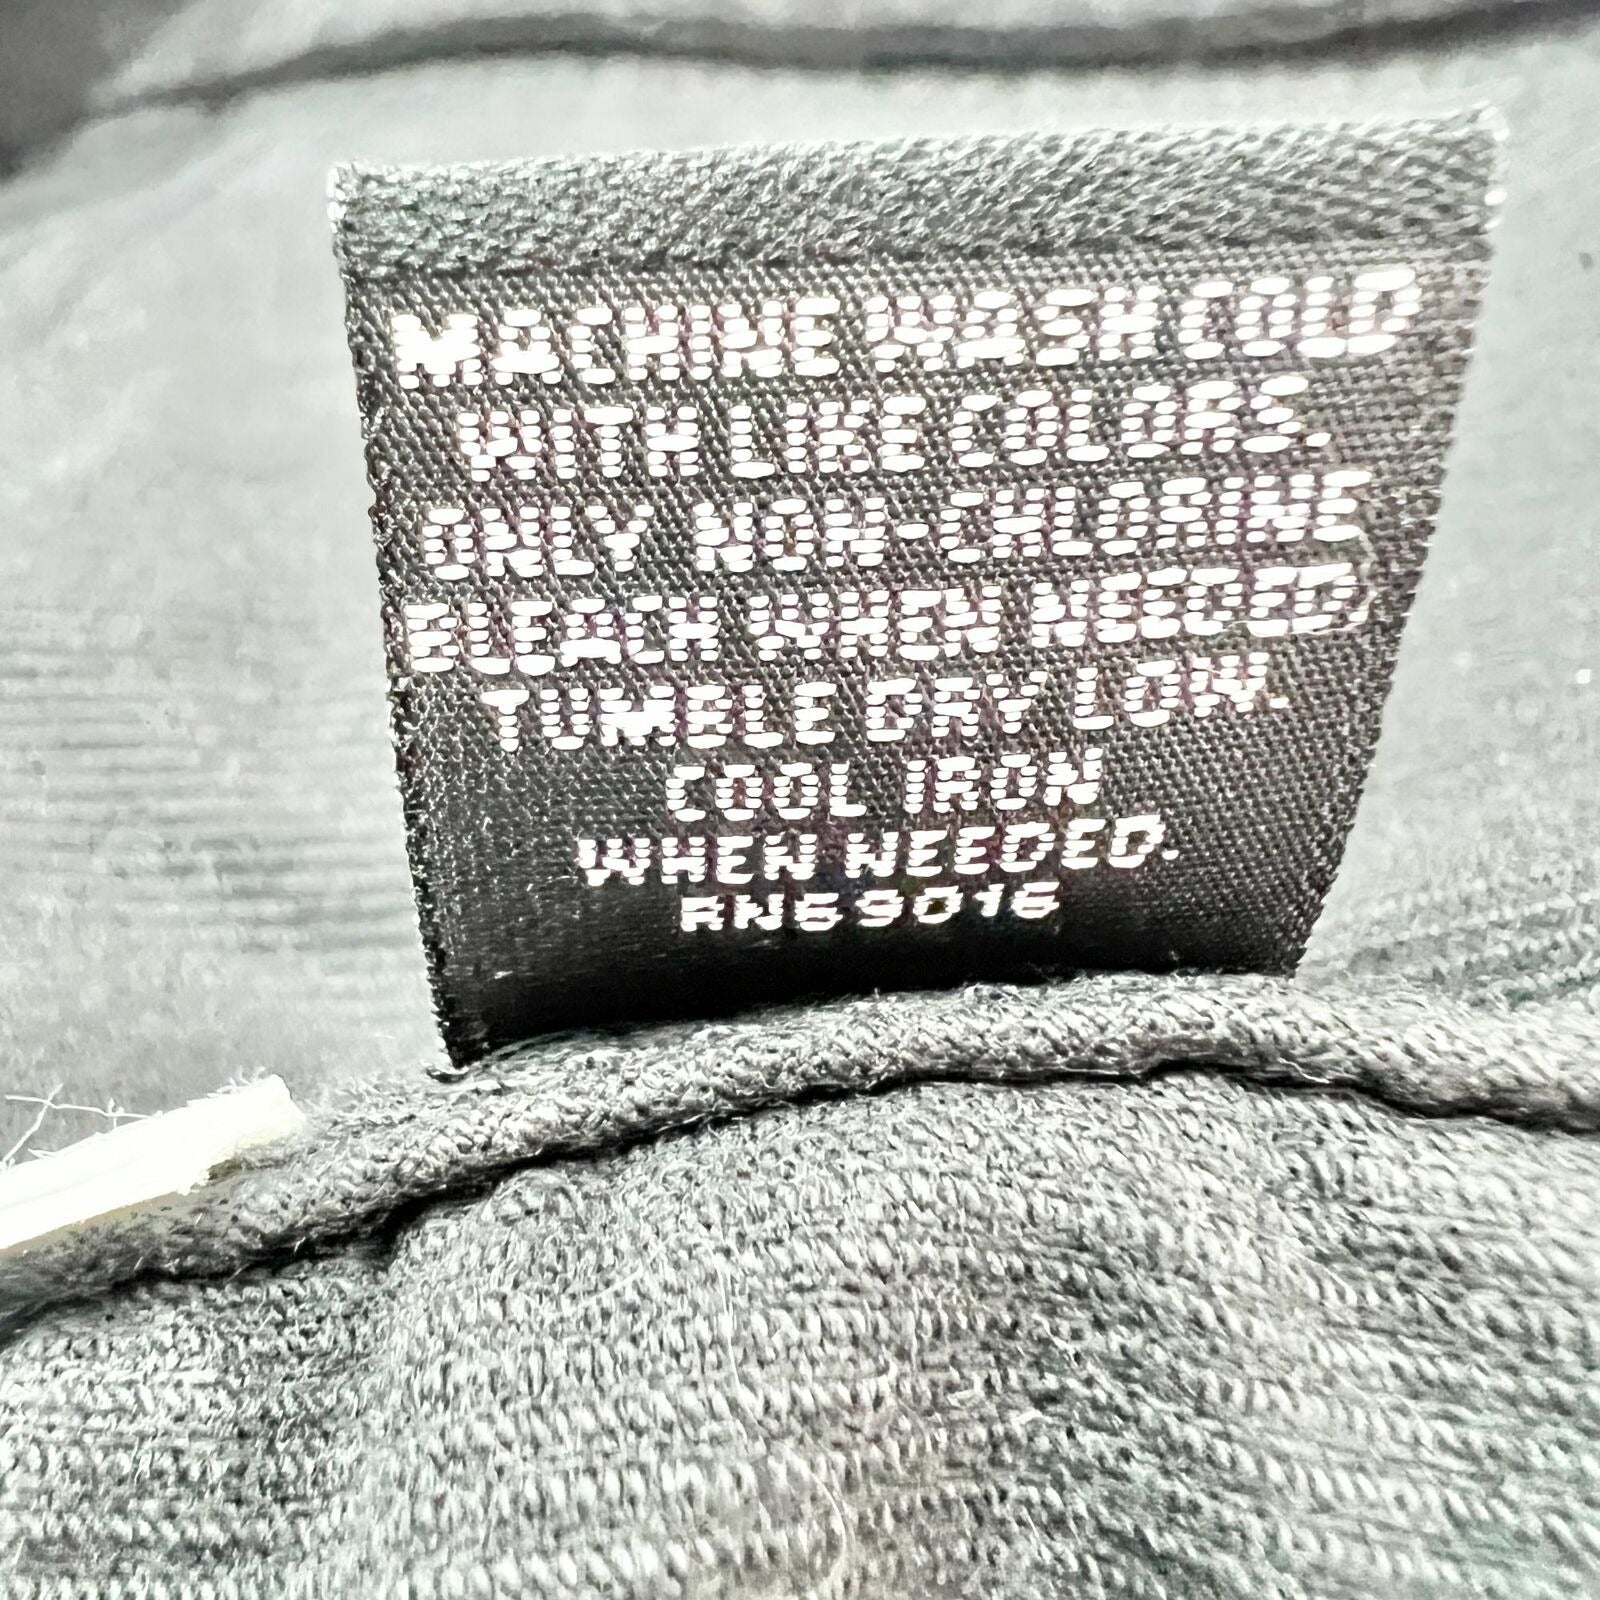 MACHINE WASH COLD
WITH LIKE COLORS.
ONLY NON-CHLORINE
BLEACH WHEN NEEDED
TUMBLE DRY LOW.
COOL IRON
WHEN NEEDED.
RN59016